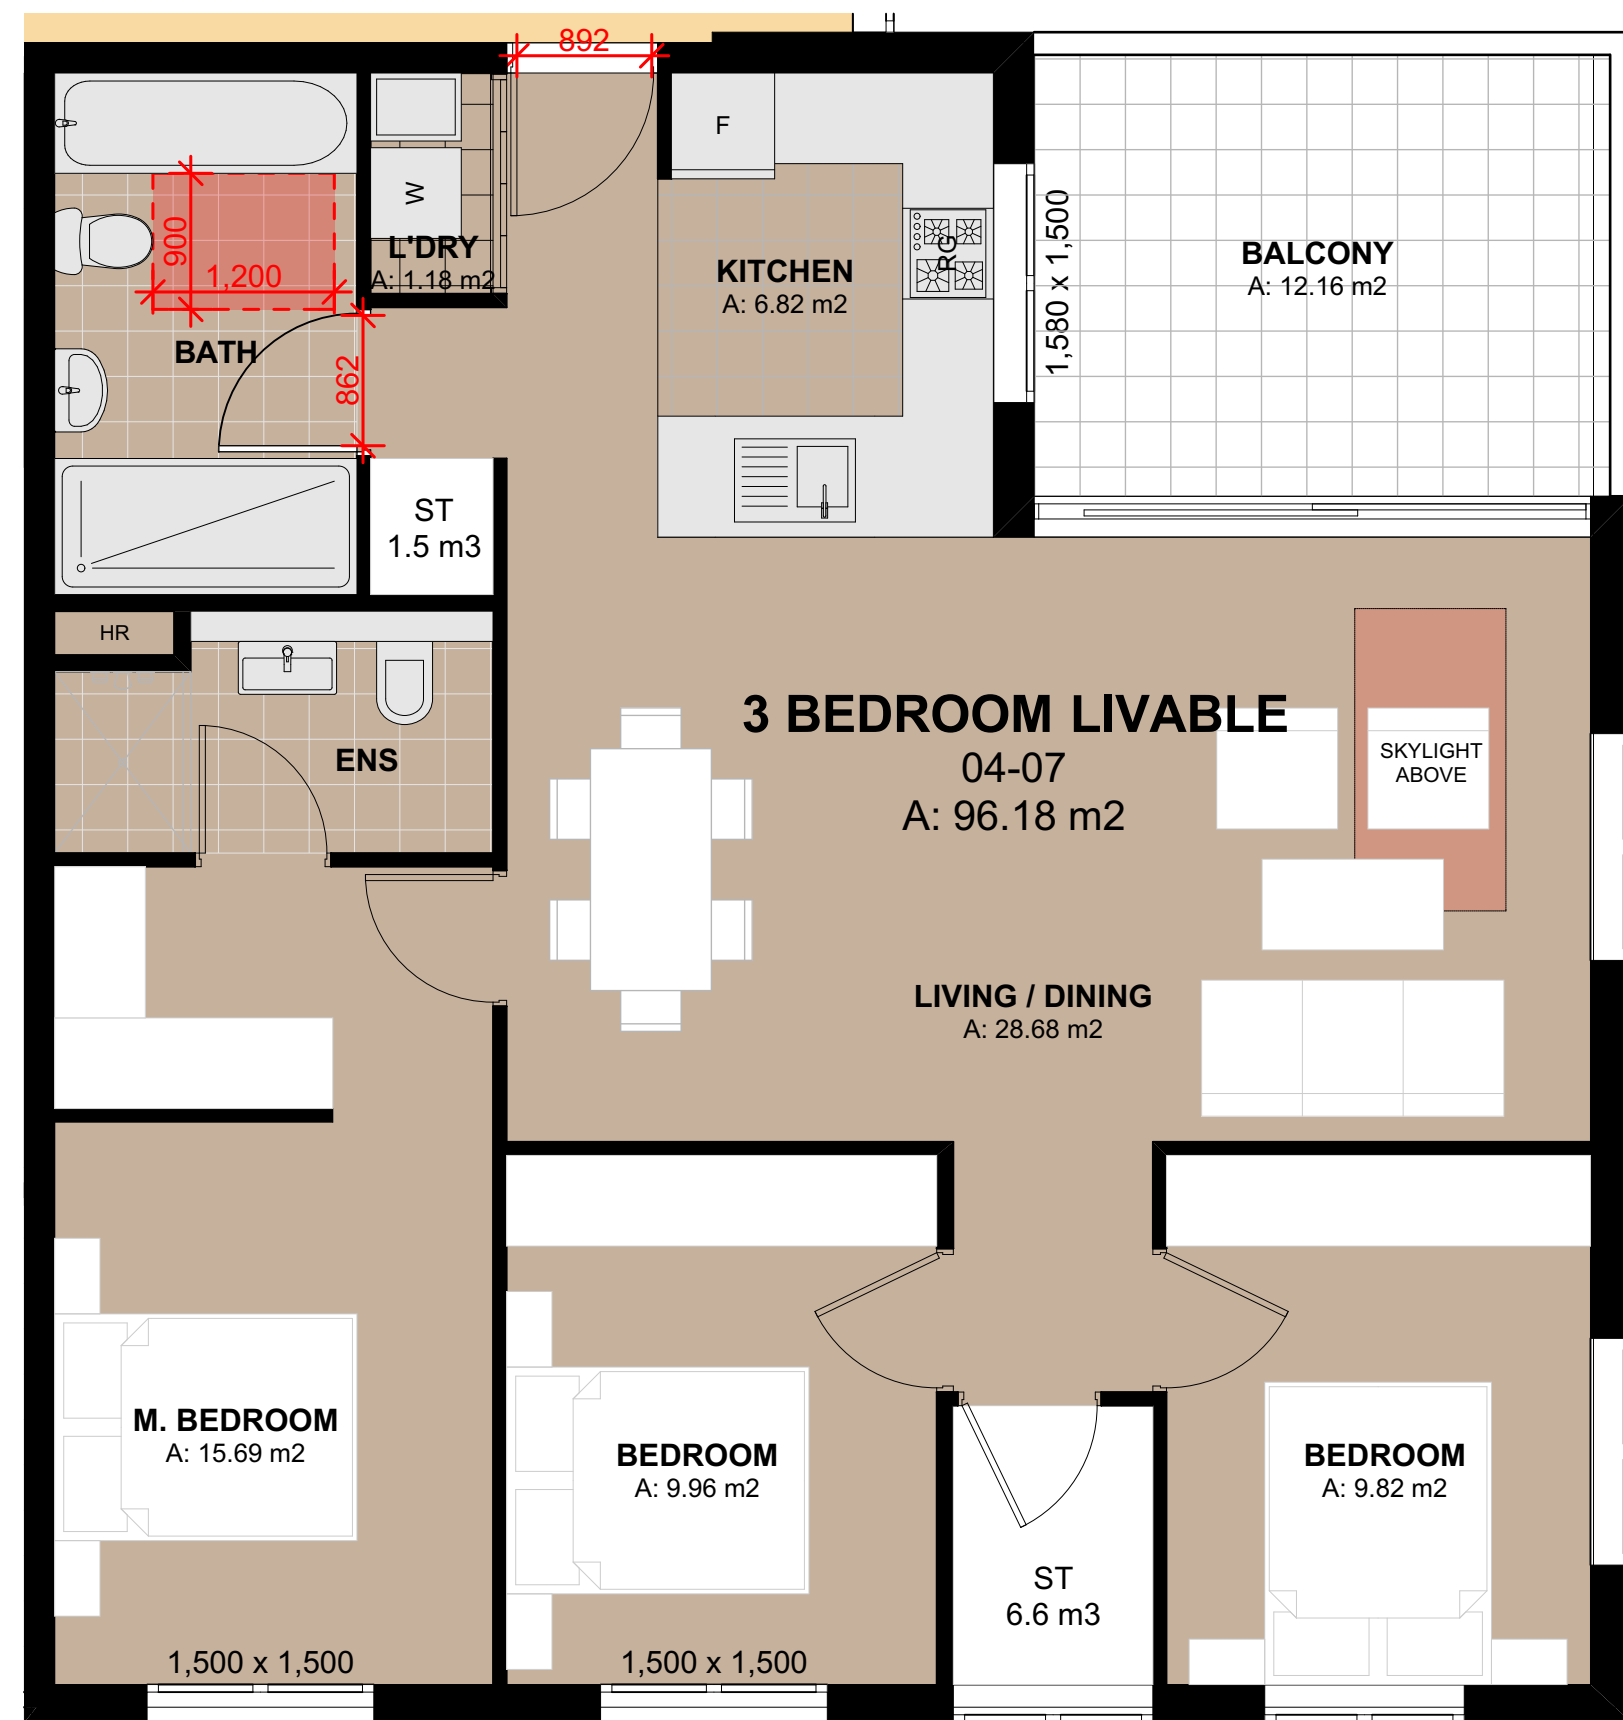 892
F
W
900
1,200
L'DRY
A: 1.18 m2
KITCHEN
A: 6.82 m2
RG
1,580 x 1,500
BALCONY
A: 12.16 m2
BATH
862
ST
1.5 m3
HR
ENS
3 BEDROOM LIVABLE
04-07
A: 96.18 m2
SKYLIGHT
ABOVE
LIVING / DINING
A: 28.68 m2
M. BEDROOM
A: 15.69 m2
BEDROOM
A: 9.96 m2
BEDROOM
A: 9.82 m2
ST
6.6 m3
1,500 x 1,500
1,500 x 1,500